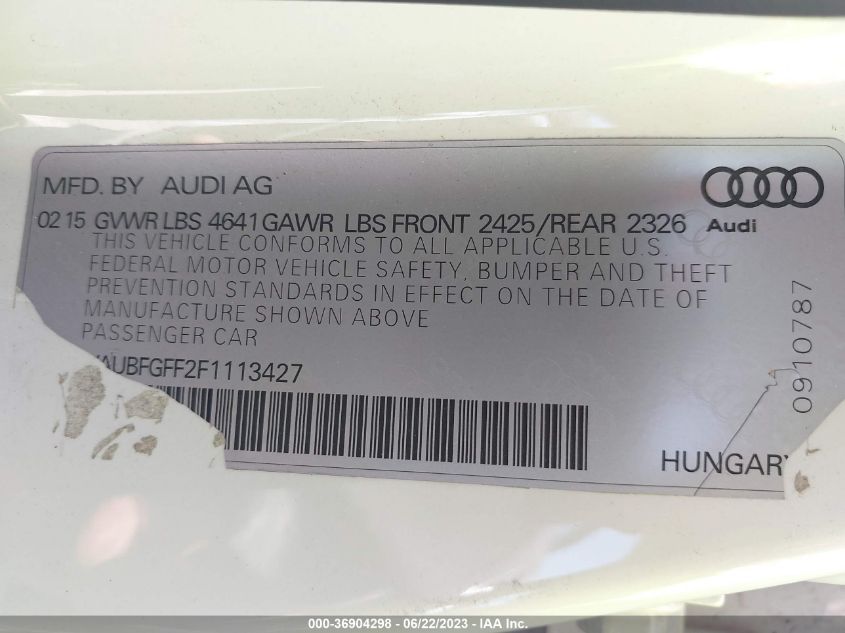 MFD. BY AUDI AG
02 15 GVWR LBS 4641 GAWR LBS FRONT 2425/REAR 2326
Audi
THIS VEHICLE CONFORMS TO ALL APPLICABLE U.S.
FEDERAL MOTOR VEHICLE SAFETY, BUMPER AND THEFT
PREVENTION STANDARDS IN EFFECT ON THE DATE OF
MANUFACTURE SHOWN ABOVE
PASSENGER CAR
AUBFGFF2F1113427
0910787
HUNGARY
000-36904298 - 06/22/2023 - IAA Inc.